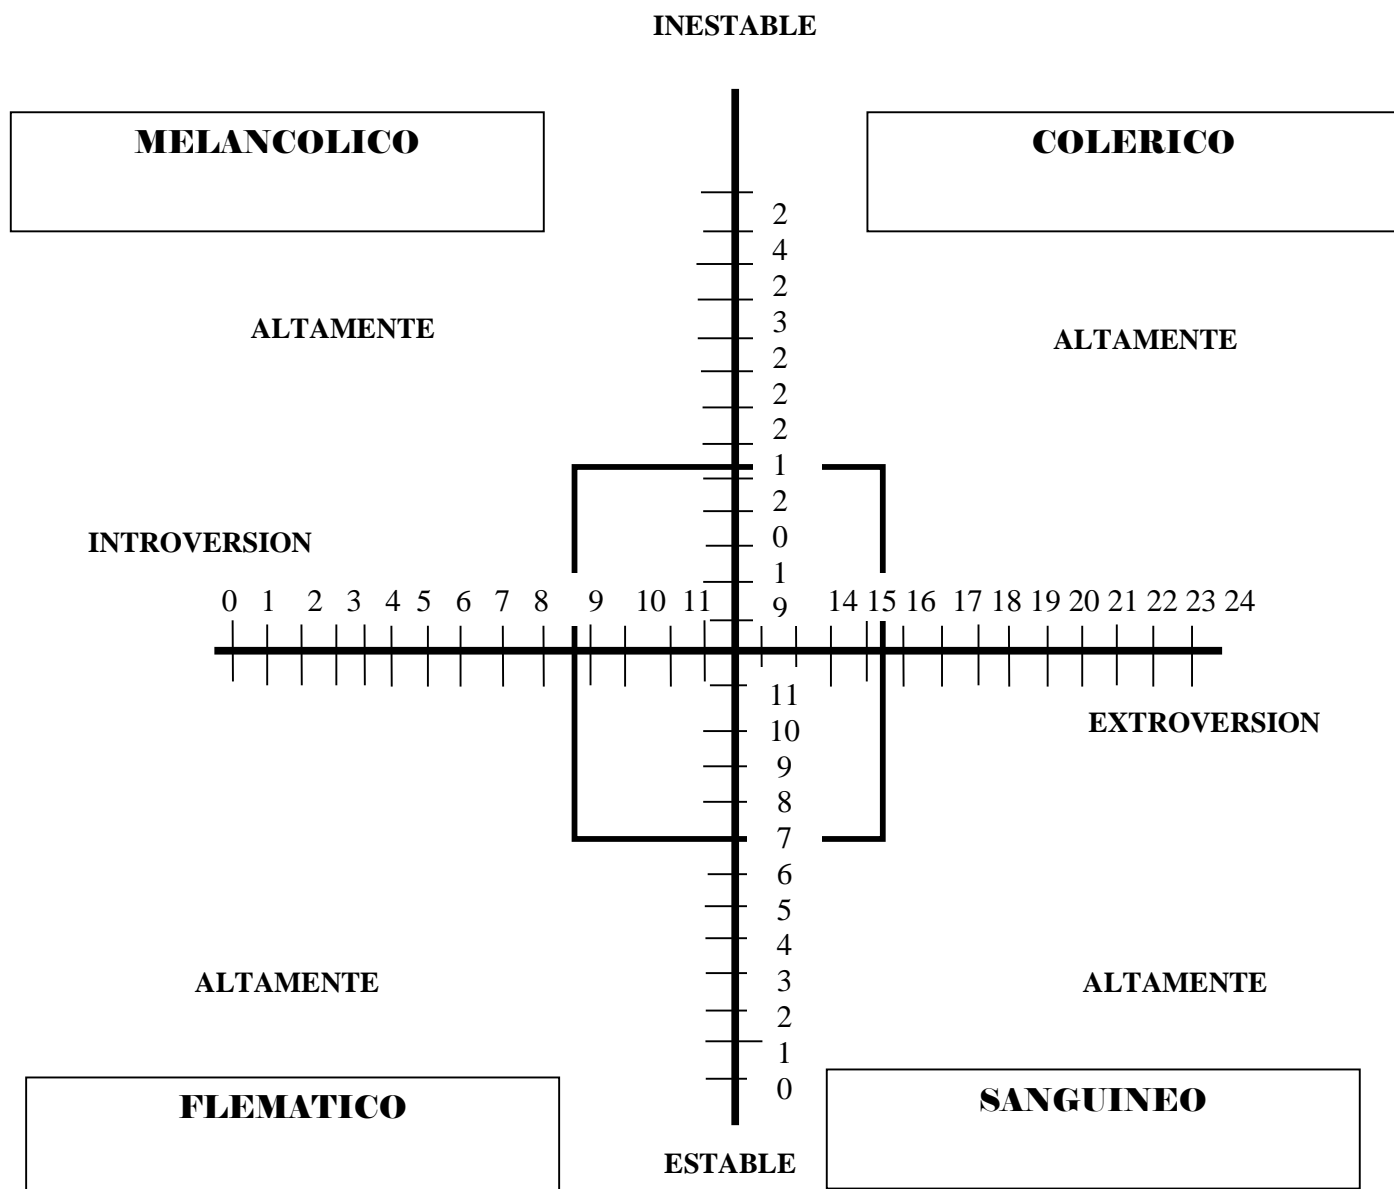 INESTABLE
MELANCOLICO
COLERICO
2
4
2
3
2
2
2
1
2
0
1
9
ALTAMENTE
ALTAMENTE
INTROVERSION
0 1 2 3 4 5 6 7 8 9 10 11 14 15 16 17 18 19 20 21 22 23 24
EXTROVERSION
11
10
9
8
7
6
5
4
3
2
1
0
ALTAMENTE
ALTAMENTE
FLEMATICO
SANGUINEO
ESTABLE